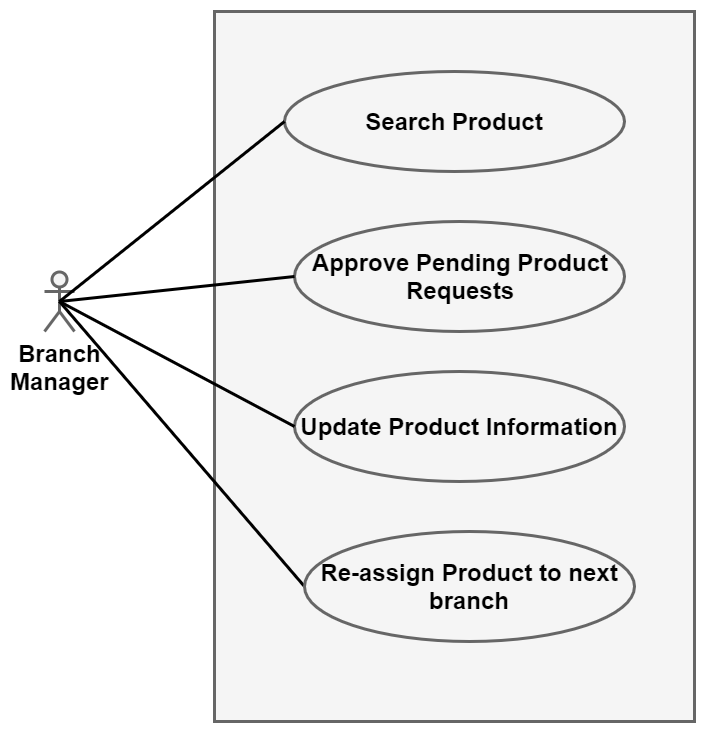 Search Product
Approve Pending Product
Requests
Branch
Manager
Update Product Information
Re-assign Product to next
branch